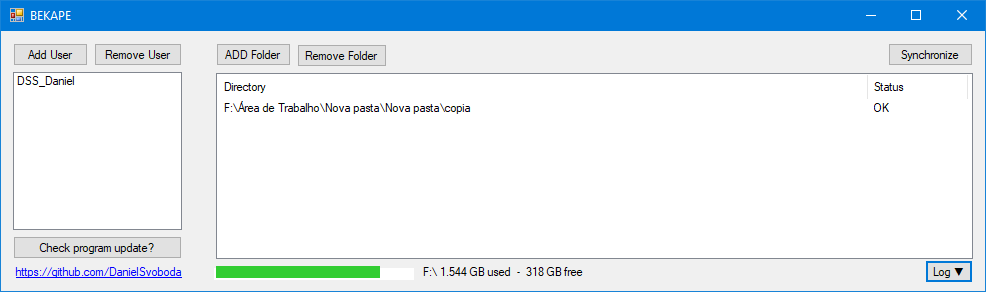 BEKAPE
Add User Remove User ADD Folder Remove Folder Synchronize
DSS_Daniel
Directory Status
F:\Área de Trabalho\Nova pasta\Nova pasta\copia OK
Check program update?
https://github.com/DanielSvoboda F:\ 1.544 GB used - 318 GB free Log ▼